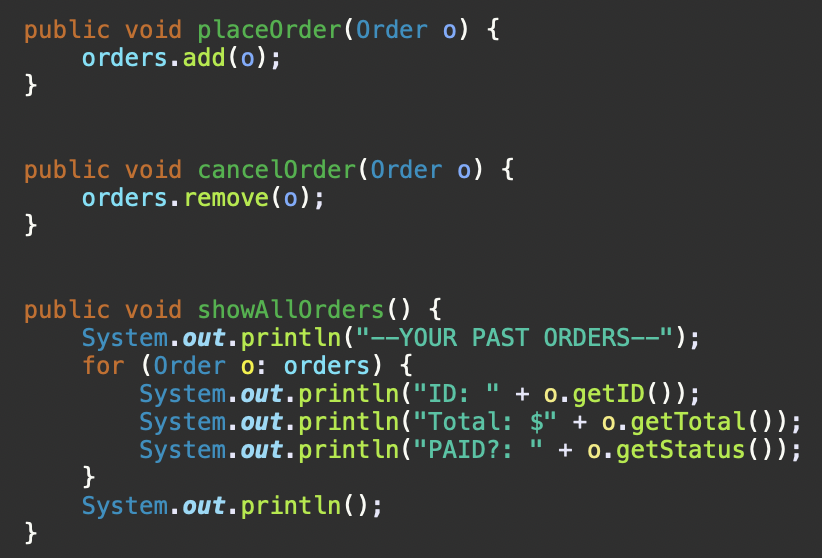 public void placeOrder(Order o) {
    orders.add(o);
}
public void cancelOrder(Order o) {
    orders.remove(o);
}
public void showAllOrders() {
    System.out.println("--YOUR PAST ORDERS--");
    for (Order o: orders) {
        System.out.println("ID: " + o.getID());
        System.out.println("Total: $" + o.getTotal());
        System.out.println("PAID?: " + o.getStatus());
    }
    System.out.println();
}